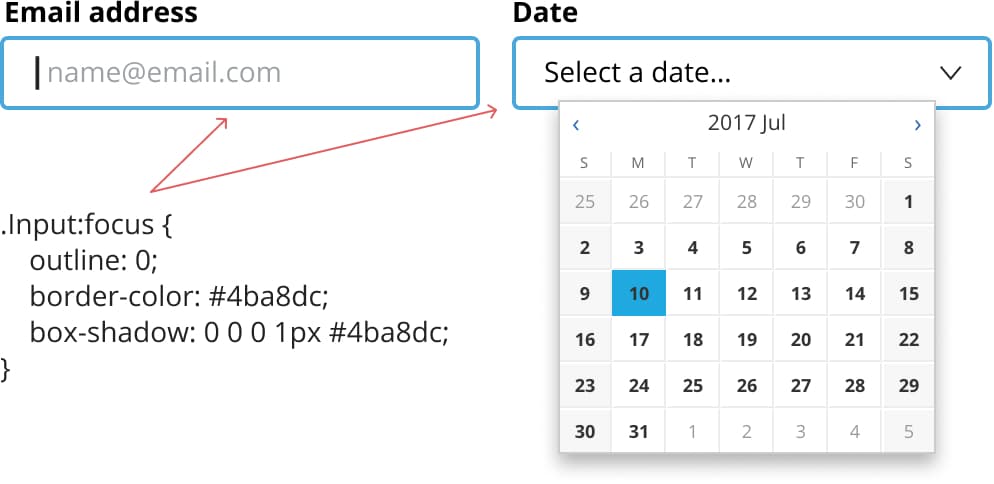 Email address
name@email.com
.Input:focus {
outline: 0;
border-color: #4ba8dc;
box-shadow: 0 0 0 1px #4ba8dc;
}
Date
Select a date...
‹ 2017 Jul ›
S M T W T F S
25 26 27 28 29 30 1
2 3 4 5 6 7 8
9 10 11 12 13 14 15
16 17 18 19 20 21 22
23 24 25 26 27 28 29
30 31 1 2 3 4 5